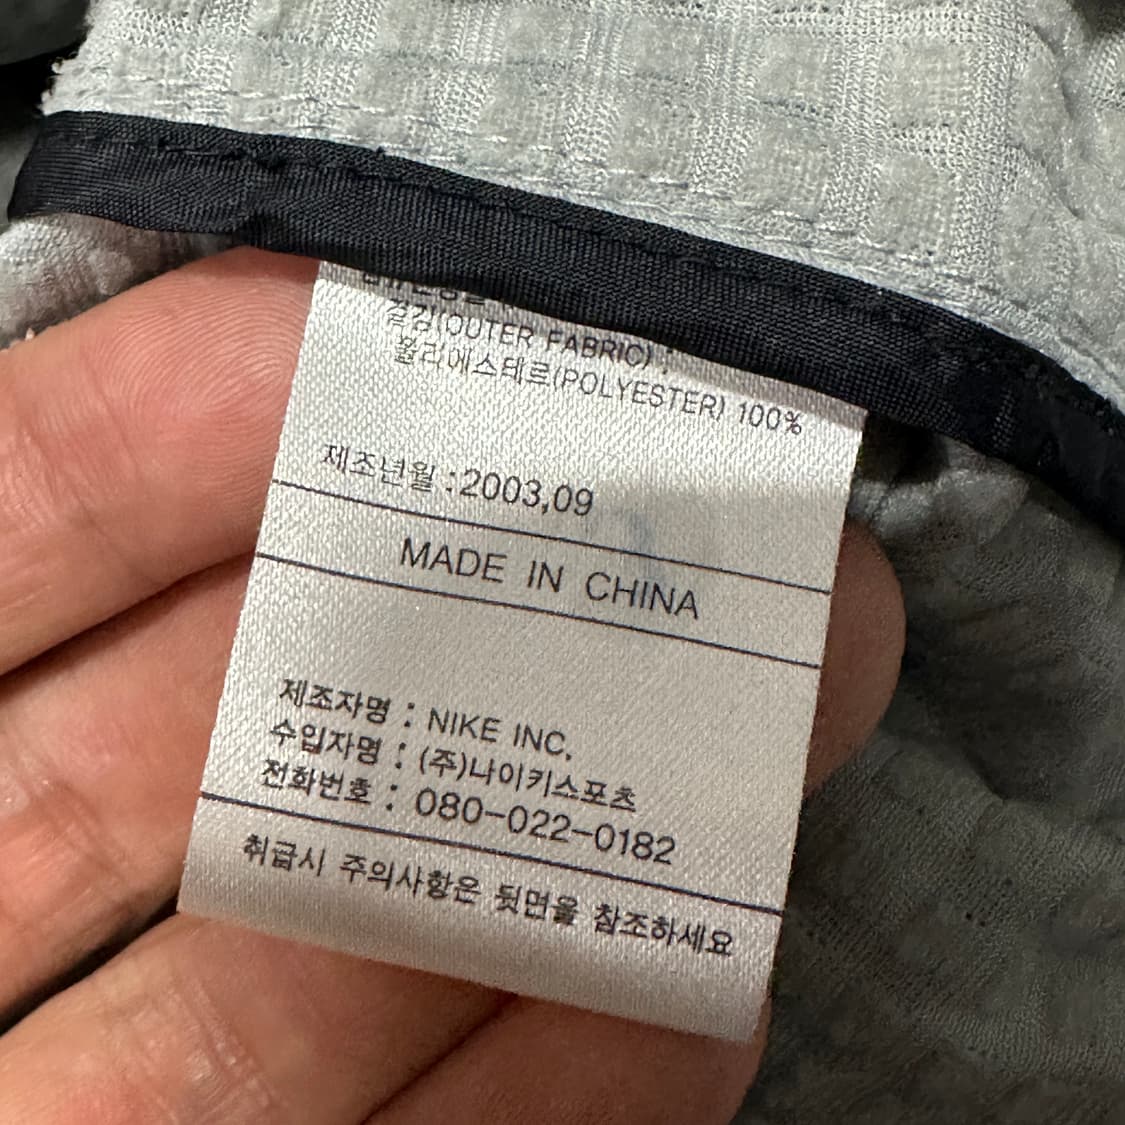 겉감(OUTER FABRIC) :
폴리에스테르(POLYESTER) 100%
제조년월 : 2003,09
MADE IN CHINA
제조자명 : NIKE INC,
수입자명 : (주)나이키스포츠
전화번호 : 080-022-0182
취급시 주의사항은 뒷면을 참조하세요